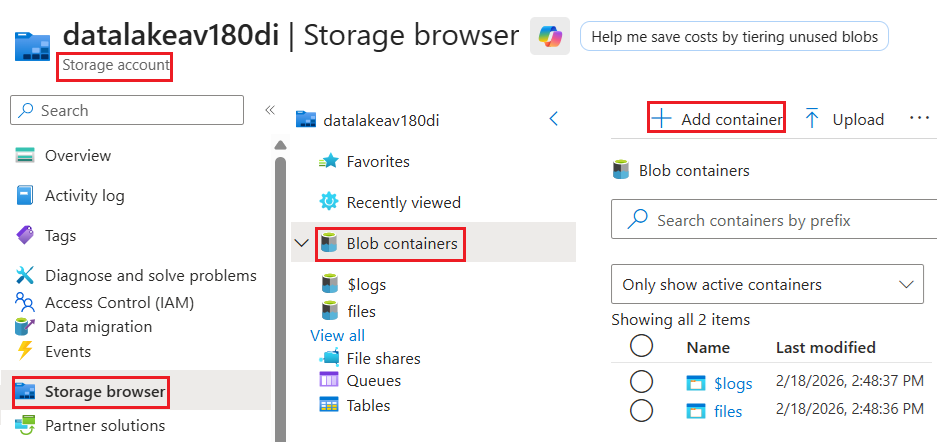 datalakeav180di | Storage browser
Help me save costs by tiering unused blobs
Storage account
Search
Overview
Activity log
Tags
Diagnose and solve problems
Access Control (IAM)
Data migration
Events
Storage browser
Partner solutions
datalakeav180di
Favorites
Recently viewed
Blob containers
$logs
files
View all
File shares
Queues
Tables
Add container
Upload
Blob containers
Search containers by prefix
Only show active containers
Showing all 2 items
Name Last modified
$logs 2/18/2026, 2:48:37 PM
files 2/18/2026, 2:48:36 PM